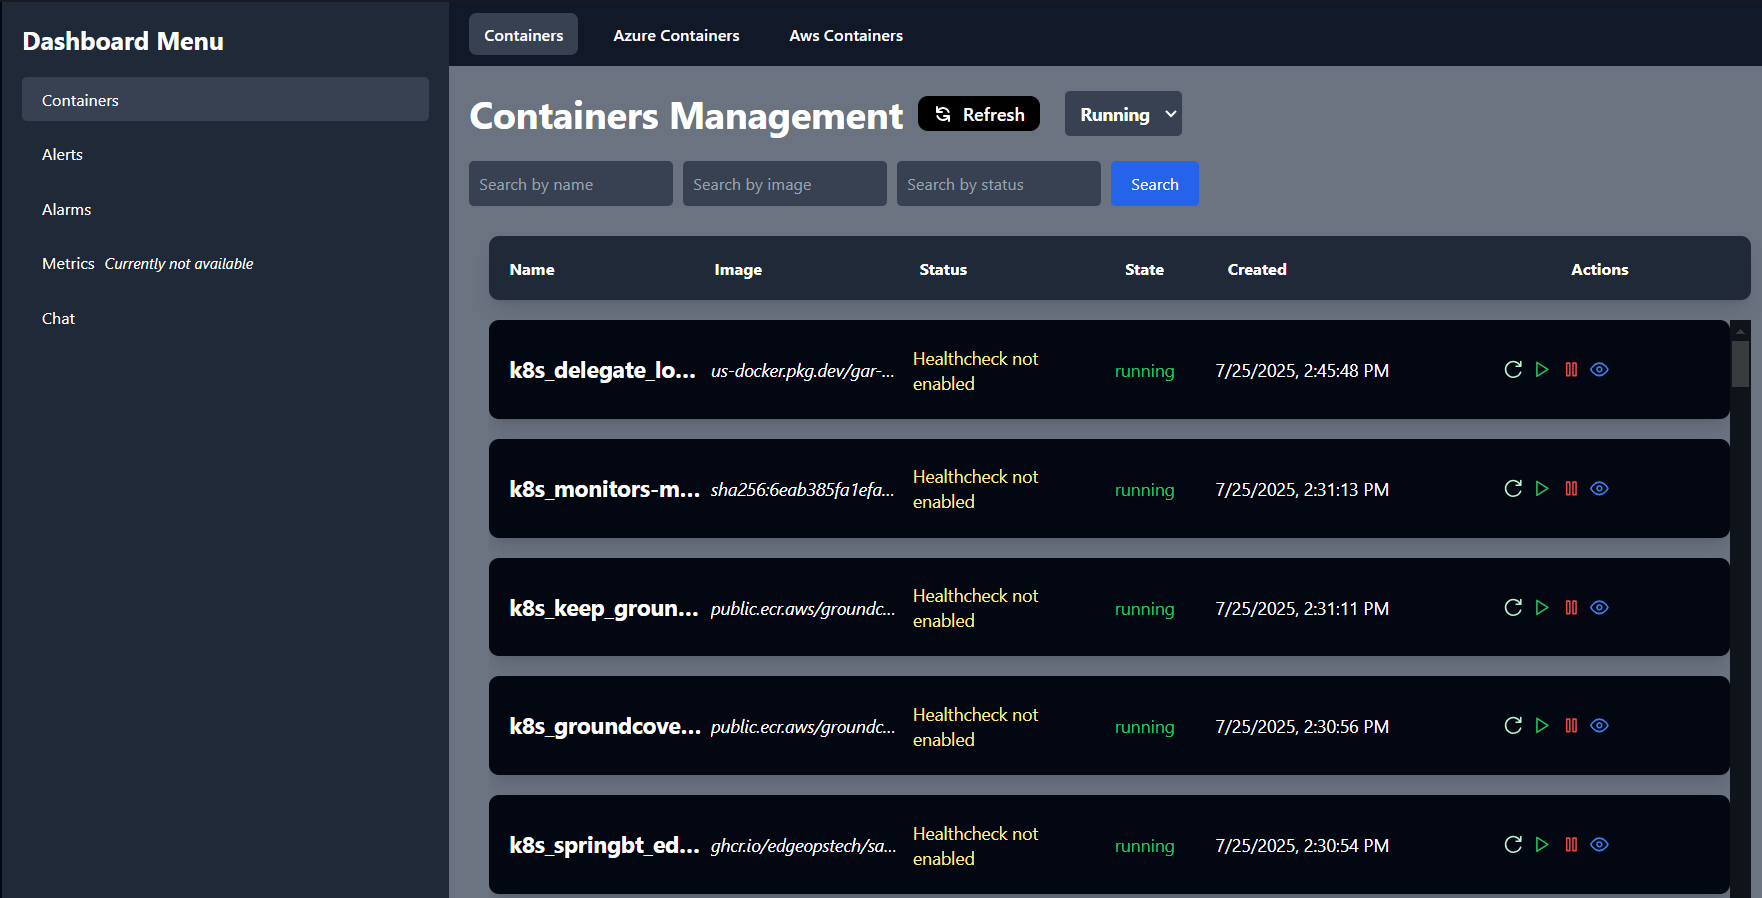 Dashboard Menu
Containers
Alerts
Alarms
Metrics Currently not available
Chat
Containers Azure Containers Aws Containers
Containers Management Refresh Running
Search by name Search by image Search by status Search
Name Image Status State Created Actions
k8s_delegate_lo... us-docker.pkg.dev/gar-... Healthcheck not enabled running 7/25/2025, 2:45:48 PM
k8s_monitors-m... sha256:6eab385fa1efa... Healthcheck not enabled running 7/25/2025, 2:31:13 PM
k8s_keep_groun... public.ecr.aws/groundc... Healthcheck not enabled running 7/25/2025, 2:31:11 PM
k8s_groundcove... public.ecr.aws/groundc... Healthcheck not enabled running 7/25/2025, 2:30:56 PM
k8s_springbt_ed... ghcr.io/edgeopstech/sa... Healthcheck not enabled running 7/25/2025, 2:30:54 PM